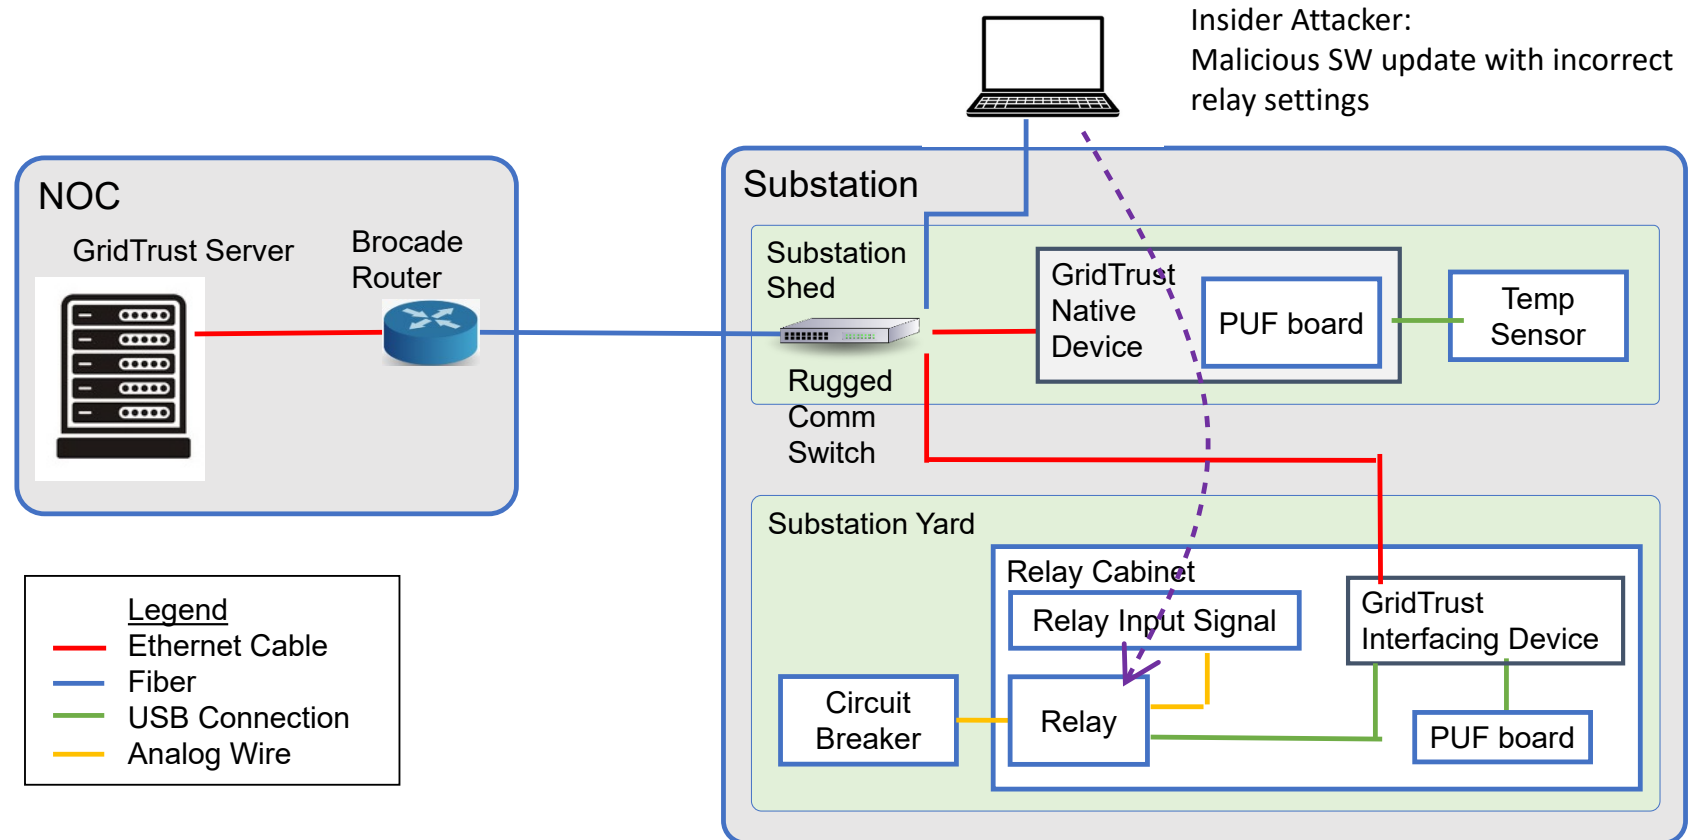 Insider Attacker:
Malicious SW update with incorrect
relay settings
NOC
GridTrust Server
Brocade
Router
Substation
Substation
Shed
Rugged
Comm
Switch
GridTrust
Native
Device
PUF board
Temp
Sensor
Substation Yard
Relay Cabinet
Relay Input Signal
GridTrust
Interfacing Device
Circuit
Breaker
Relay
PUF board
Legend
Ethernet Cable
Fiber
USB Connection
Analog Wire